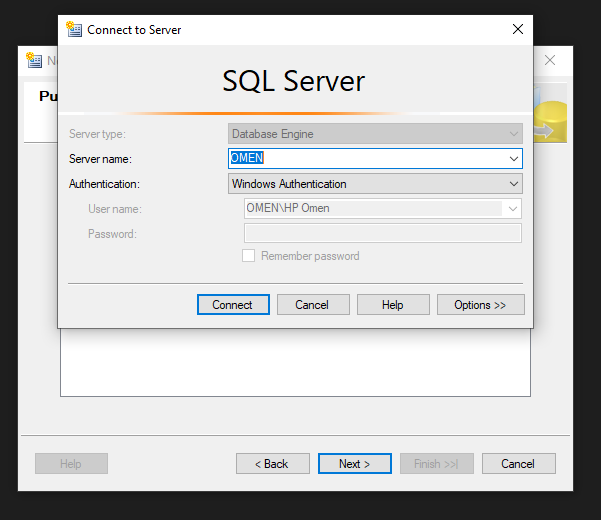 Connect to Server
Ne
Pu
SQL Server
Server type: Database Engine
Server name: OMEN
Authentication: Windows Authentication
User name: OMEN\HP Omen
Password:
Remember password
Connect Cancel Help Options >>
Help < Back Next > Finish >>| Cancel